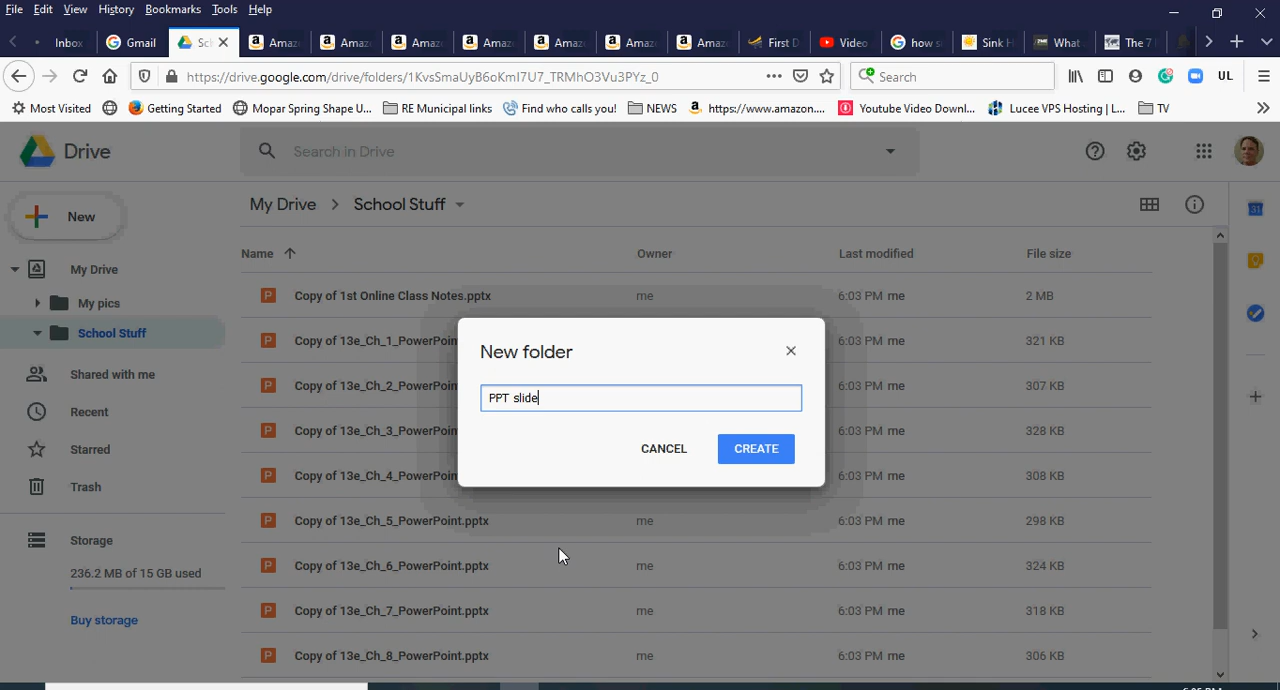 File Edit View History Bookmarks Tools Help
Inbox Gmail Sch Amaz Amaz Amaz Amaz Amaz Amaz Amaz First D Video how si Sink H What The 7
https://drive.google.com/drive/folders/1KvsSmaUyB6oKmI7U7_TRMhO3Vu3PYz_0 Search UL
Most Visited Getting Started Mopar Spring Shape U... RE Municipal links Find who calls you! NEWS https://www.amazon.... Youtube Video Downl... Lucee VPS Hosting | L... TV
Drive Search in Drive
New My Drive School Stuff
Name Owner Last modified File size
My Drive
My pics Copy of 1st Online Class Notes.pptx me 6:03 PM me 2 MB
School Stuff Copy of 13e_Ch_1_PowerPoin 6:03 PM me 321 KB
New folder
Shared with me Copy of 13e_Ch_2_PowerPoin 6:03 PM me 307 KB
PPT slide
Recent Copy of 13e_Ch_3_PowerPoin 6:03 PM me 328 KB
Starred CANCEL CREATE
Copy of 13e_Ch_4_PowerPoin 6:03 PM me 308 KB
Trash
Copy of 13e_Ch_5_PowerPoint.pptx me 6:03 PM me 298 KB
Storage
236.2 MB of 15 GB used Copy of 13e_Ch_6_PowerPoint.pptx me 6:03 PM me 324 KB
Buy storage Copy of 13e_Ch_7_PowerPoint.pptx me 6:03 PM me 318 KB
Copy of 13e_Ch_8_PowerPoint.pptx me 6:03 PM me 306 KB